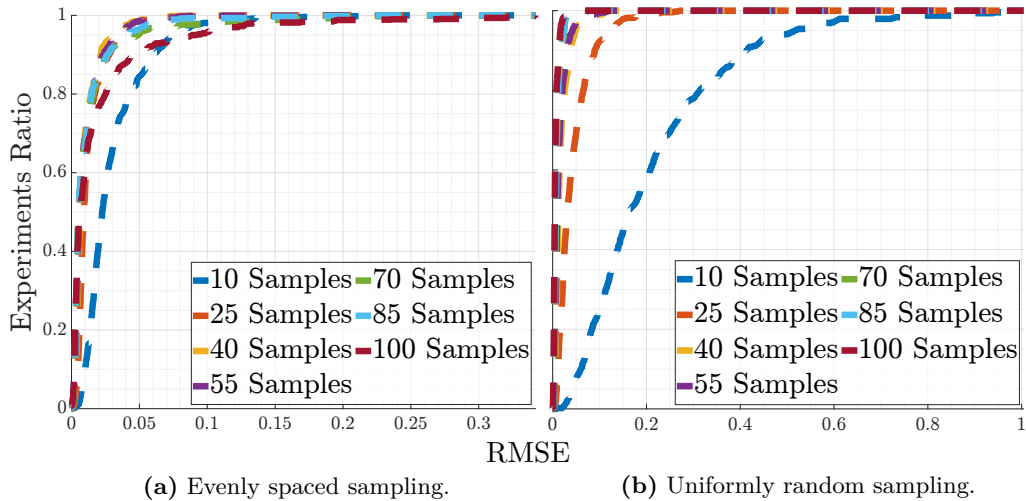 Experiments Ratio
1
0.8
0.6
0.4
0.2
0
0
0.05
0.1
0.15
0.2
0.25
0.3
10 Samples
25 Samples
40 Samples
55 Samples
70 Samples
85 Samples
100 Samples
0
0.2
0.4
0.6
0.8
1
10 Samples
25 Samples
40 Samples
55 Samples
70 Samples
85 Samples
100 Samples
RMSE
(a) Evenly spaced sampling.
(b) Uniformly random sampling.